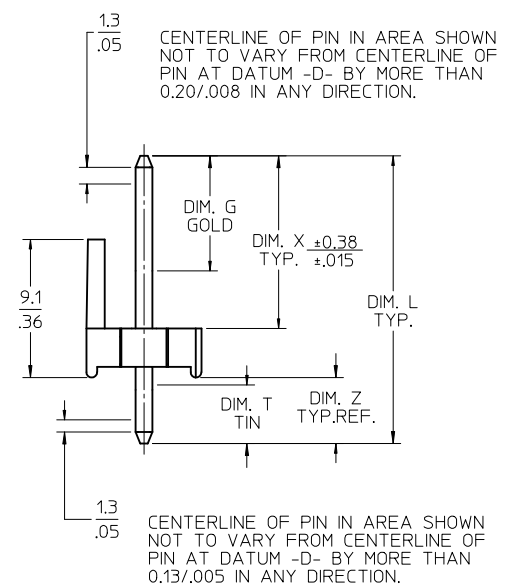 1.3
.05
CENTERLINE OF PIN IN AREA SHOWN
NOT TO VARY FROM CENTERLINE OF
PIN AT DATUM -D- BY MORE THAN
0.20/.008 IN ANY DIRECTION.
DIM. G
GOLD
DIM. X ±0.38
TYP. ±.015
DIM. L
TYP.
9.1
.36
DIM. T
TIN
DIM. Z
TYP.REF.
1.3
.05
CENTERLINE OF PIN IN AREA SHOWN
NOT TO VARY FROM CENTERLINE OF
PIN AT DATUM -D- BY MORE THAN
0.13/.005 IN ANY DIRECTION.